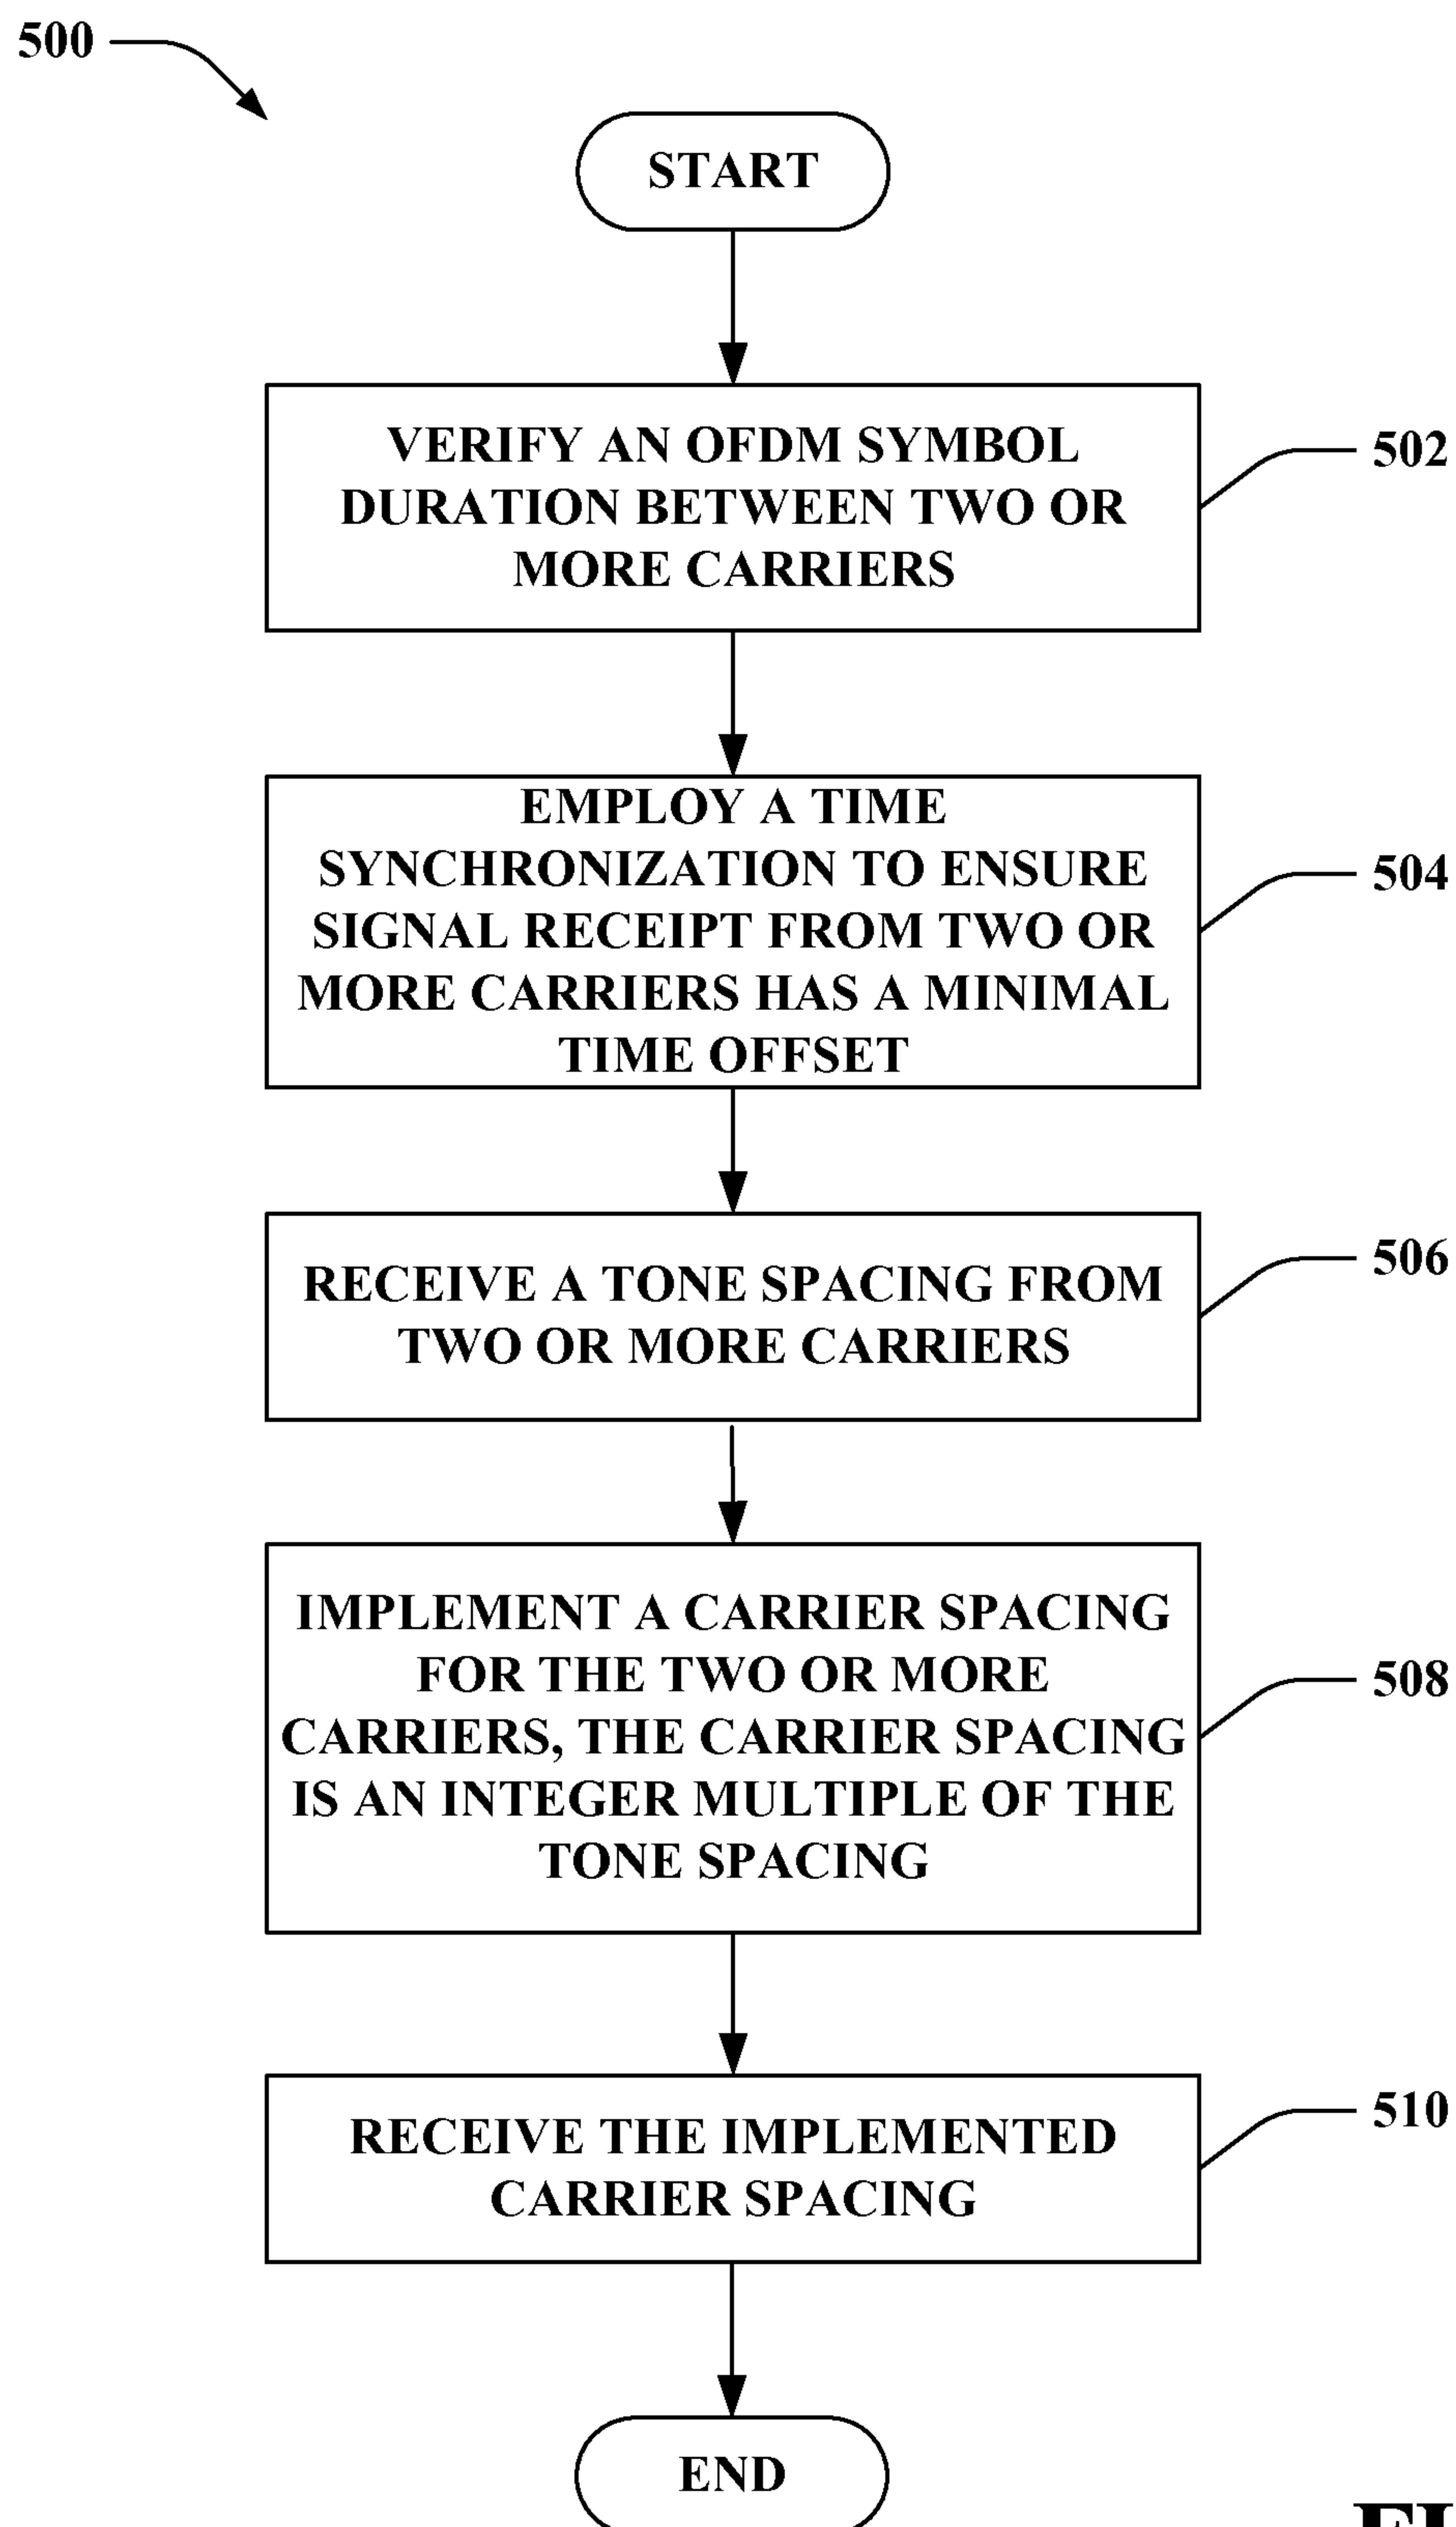 500
START
VERIFY AN OFDM SYMBOL
DURATION BETWEEN TWO OR
MORE CARRIERS
502
EMPLOY A TIME
SYNCHRONIZATION TO ENSURE
SIGNAL RECEIPT FROM TWO OR
MORE CARRIERS HAS A MINIMAL
TIME OFFSET
504
RECEIVE A TONE SPACING FROM
TWO OR MORE CARRIERS
506
IMPLEMENT A CARRIER SPACING
FOR THE TWO OR MORE
CARRIERS, THE CARRIER SPACING
IS AN INTEGER MULTIPLE OF THE
TONE SPACING
508
RECEIVE THE IMPLEMENTED
CARRIER SPACING
510
END